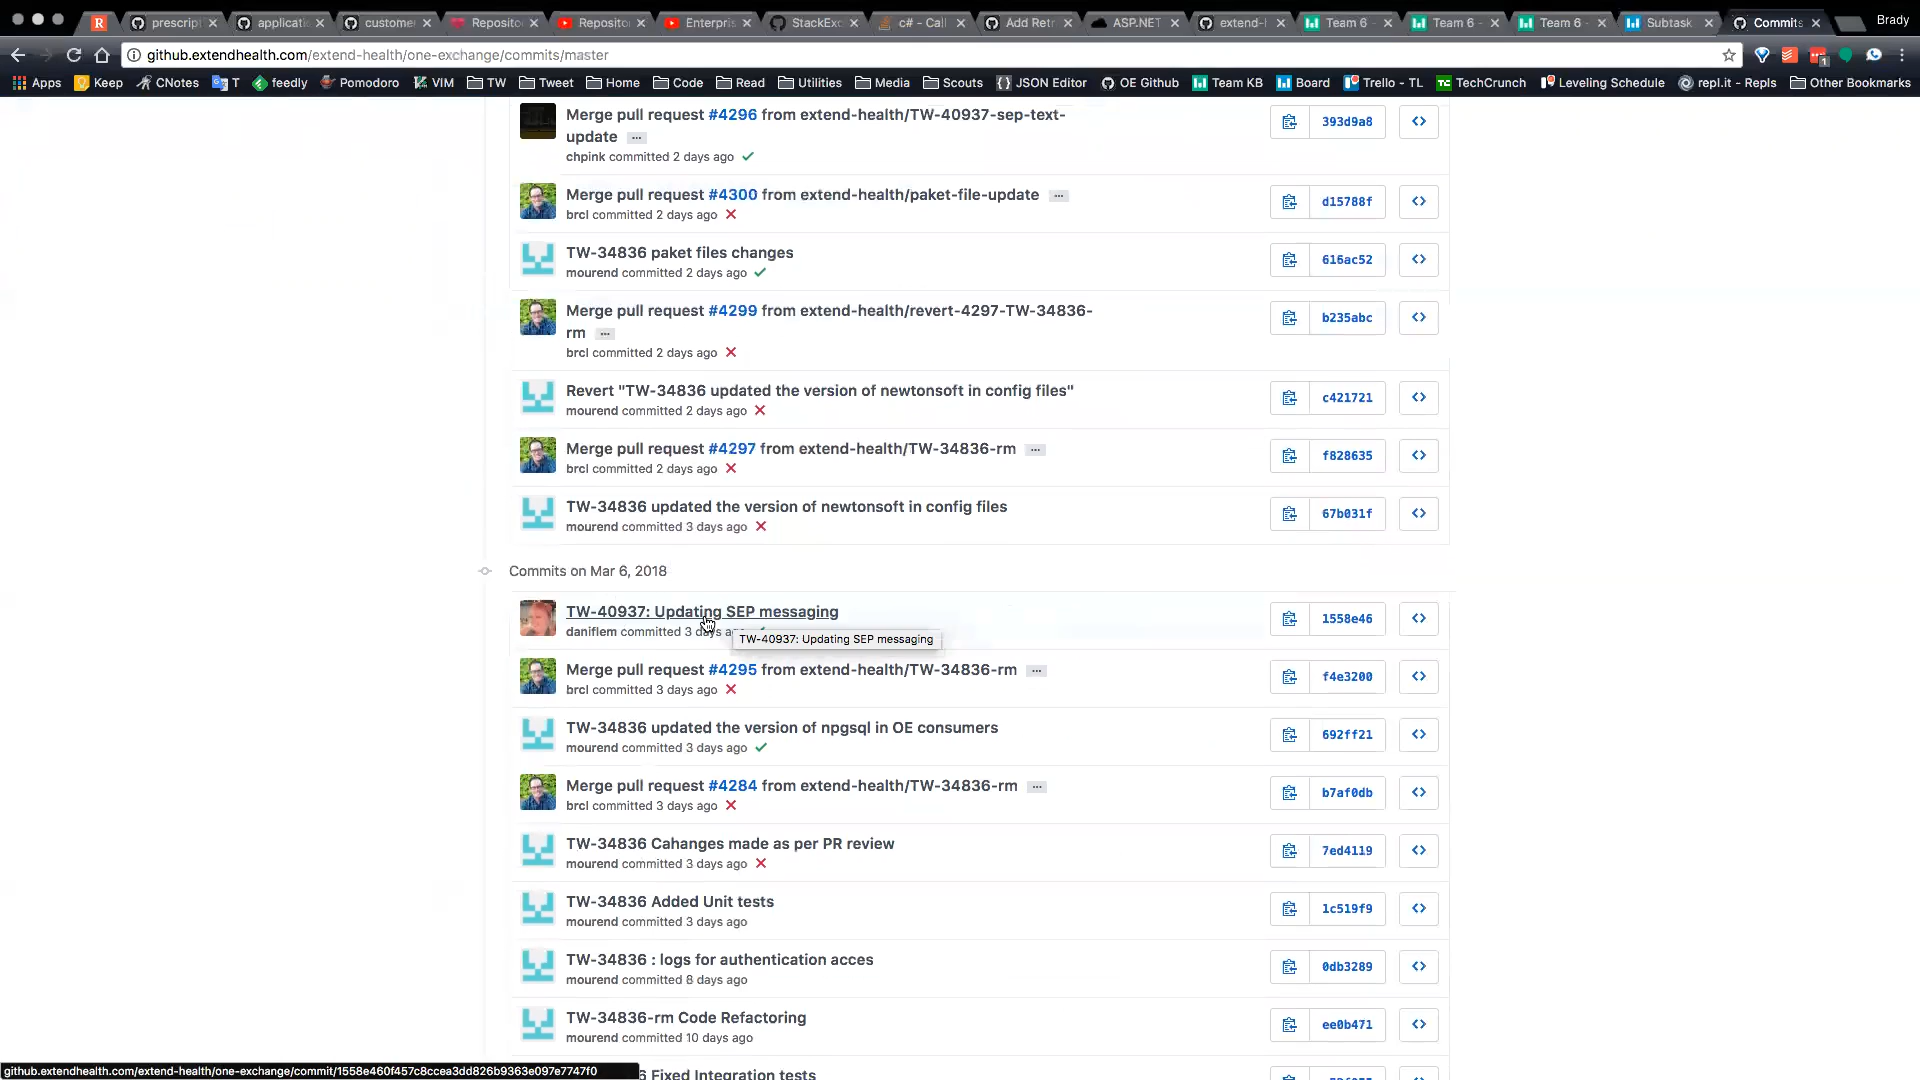 prescript
applicatio
custome
Reposito
Reposito
Enterpris
StackExc
c# - Call
Add Retr
ASP.NET
extend-l
Team 6 -
Team 6 -
Team 6 -
Subtask
Commits
Brady
github.extendhealth.com/extend-health/one-exchange/commits/master
Apps Keep CNotes T feedly Pomodoro VIM TW Tweet Home Code Read Utilities Media Scouts JSON Editor OE Github Team KB Board Trello - TL TechCrunch Leveling Schedule repl.it - Repls Other Bookmarks
Merge pull request #4296 from extend-health/TW-40937-sep-text-
update …
393d9a8
chpink committed 2 days ago
Merge pull request #4300 from extend-health/paket-file-update …
d15788f
brcl committed 2 days ago
TW-34836 paket files changes
616ac52
mourend committed 2 days ago
Merge pull request #4299 from extend-health/revert-4297-TW-34836-
rm …
b235abc
brcl committed 2 days ago
Revert "TW-34836 updated the version of newtonsoft in config files"
c421721
mourend committed 2 days ago
Merge pull request #4297 from extend-health/TW-34836-rm …
f828635
brcl committed 2 days ago
TW-34836 updated the version of newtonsoft in config files
67b031f
mourend committed 3 days ago
Commits on Mar 6, 2018
TW-40937: Updating SEP messaging
1558e46
daniflem committed 3 days
TW-40937: Updating SEP messaging
Merge pull request #4295 from extend-health/TW-34836-rm …
f4e3200
brcl committed 3 days ago
TW-34836 updated the version of npgsql in OE consumers
692ff21
mourend committed 3 days ago
Merge pull request #4284 from extend-health/TW-34836-rm …
b7af0db
brcl committed 3 days ago
TW-34836 Cahanges made as per PR review
7ed4119
mourend committed 3 days ago
TW-34836 Added Unit tests
1c519f9
mourend committed 3 days ago
TW-34836 : logs for authentication acces
0db3289
mourend committed 8 days ago
TW-34836-rm Code Refactoring
ee0b471
mourend committed 10 days ago
github.extendhealth.com/extend-health/one-exchange/commit/1558e460f457c8ccea3dd826b9363e097e7747f0
6 Fixed Integration tests